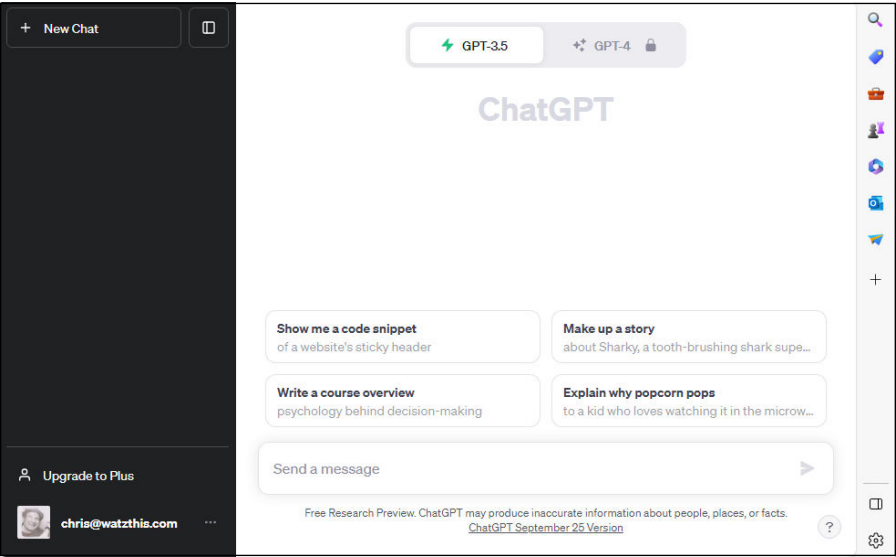 + New Chat
GPT-3.5
GPT-4
ChatGPT
Show me a code snippet
of a website's sticky header
Make up a story
about Sharky, a tooth-brushing shark supe...
Write a course overview
psychology behind decision-making
Explain why popcorn pops
to a kid who loves watching it in the microw...
Upgrade to Plus
Send a message
chris@watzthis.com
Free Research Preview. ChatGPT may produce inaccurate information about people, places, or facts.
ChatGPT September 25 Version
?